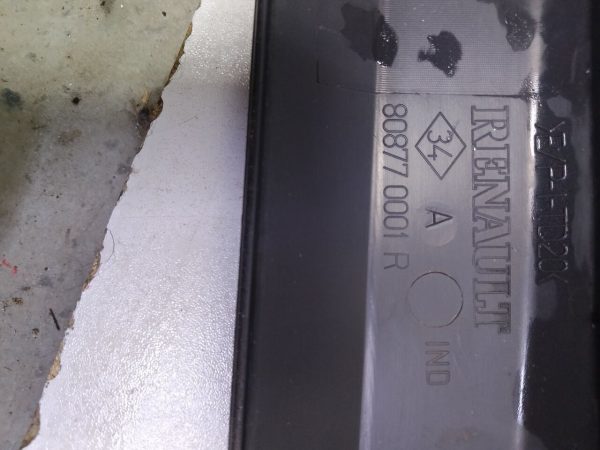 RENAULT
34 A IND
80877 0001 R